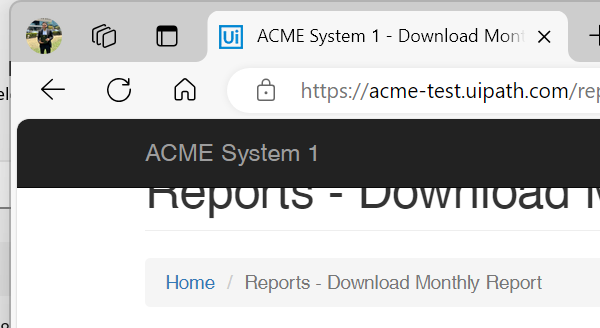 Ui ACME System 1 - Download Mont
https://acme-test.uipath.com/rep
ACME System 1
Reports - Download M
Home / Reports - Download Monthly Report